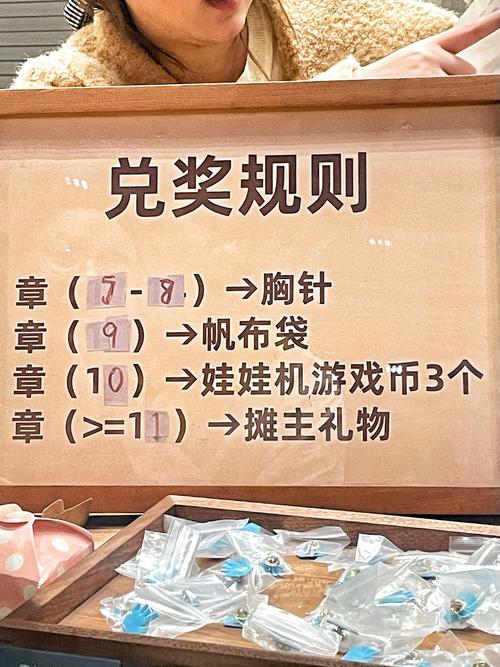 兑奖规则
章（5-8）→胸针
章（9）→帆布袋
章（10）→娃娃机游戏币3个
章（>=11）→摊主礼物